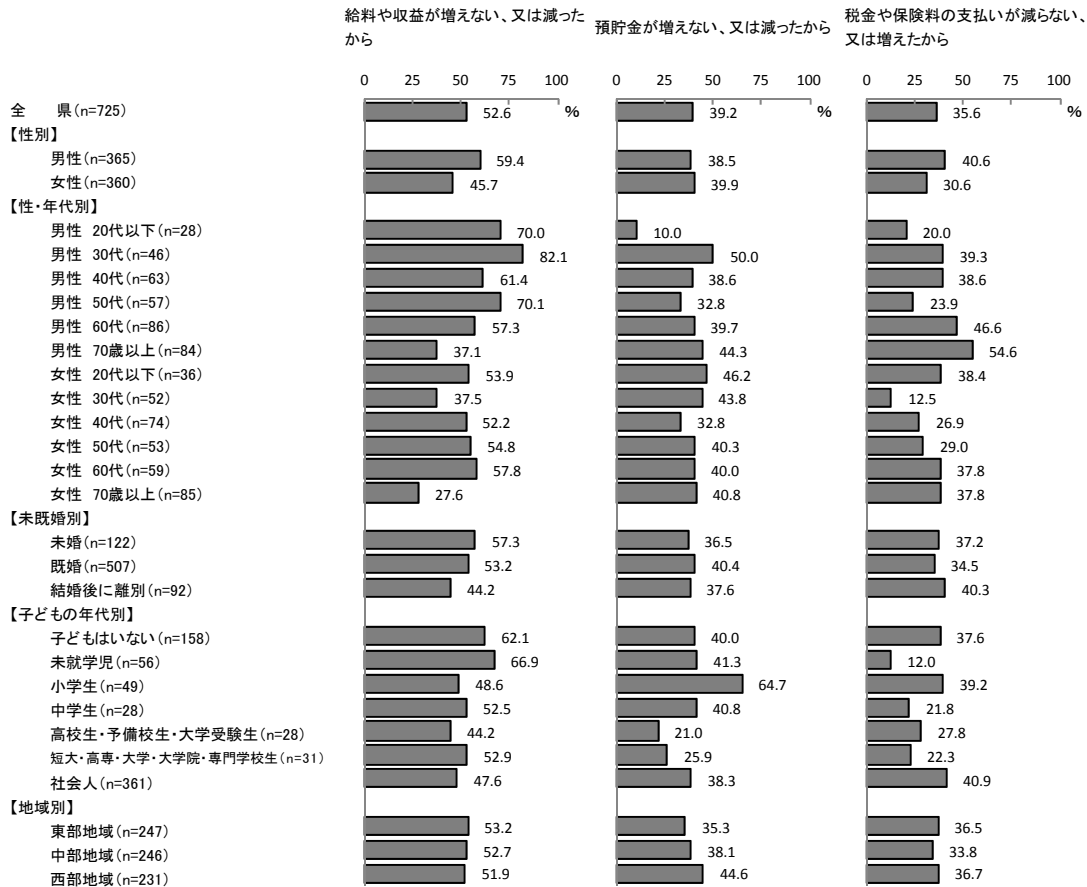 給料や収益が増えない、又は減った
から
預貯金が増えない、又は減ったから
税金や保険料の支払いが減らない、
又は増えたから
0 25 50 75 100 0 25 50 75 100 0 25 50 75 100
全　県(n=725) 52.6 % 39.2 % 35.6 %
【性別】
男性(n=365) 59.4 38.5 40.6
女性(n=360) 45.7 39.9 30.6
【性・年代別】
男性 20代以下(n=28) 70.0 10.0 20.0
男性 30代(n=46) 82.1 50.0 39.3
男性 40代(n=63) 61.4 38.6 38.6
男性 50代(n=57) 70.1 32.8 23.9
男性 60代(n=86) 57.3 39.7 46.6
男性 70歳以上(n=84) 37.1 44.3 54.6
女性 20代以下(n=36) 53.9 46.2 38.4
女性 30代(n=52) 37.5 43.8 12.5
女性 40代(n=74) 52.2 32.8 26.9
女性 50代(n=53) 54.8 40.3 29.0
女性 60代(n=59) 57.8 40.0 37.8
女性 70歳以上(n=85) 27.6 40.8 37.8
【未既婚別】
未婚(n=122) 57.3 36.5 37.2
既婚(n=507) 53.2 40.4 34.5
結婚後に離別(n=92) 44.2 37.6 40.3
【子どもの年代別】
子どもはいない(n=158) 62.1 40.0 37.6
未就学児(n=56) 66.9 41.3 12.0
小学生(n=49) 48.6 64.7 39.2
中学生(n=28) 52.5 40.8 21.8
高校生・予備校生・大学受験生(n=28) 44.2 21.0 27.8
短大・高専・大学・大学院・専門学校生(n=31) 52.9 25.9 22.3
社会人(n=361) 47.6 38.3 40.9
【地域別】
東部地域(n=247) 53.2 35.3 36.5
中部地域(n=246) 52.7 38.1 33.8
西部地域(n=231) 51.9 44.6 36.7